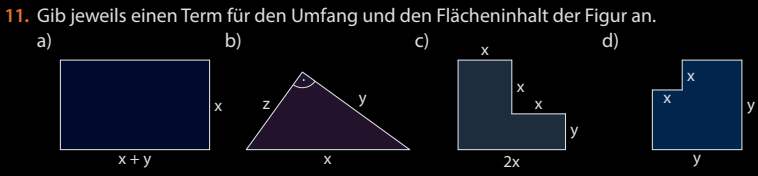 11. Gib jeweils einen Term für den Umfang und den Flächeninhalt der Figur an.
a) b) c) d)
x
x + y
z
y
x
x
x
x
y
2x
x
x
y
y